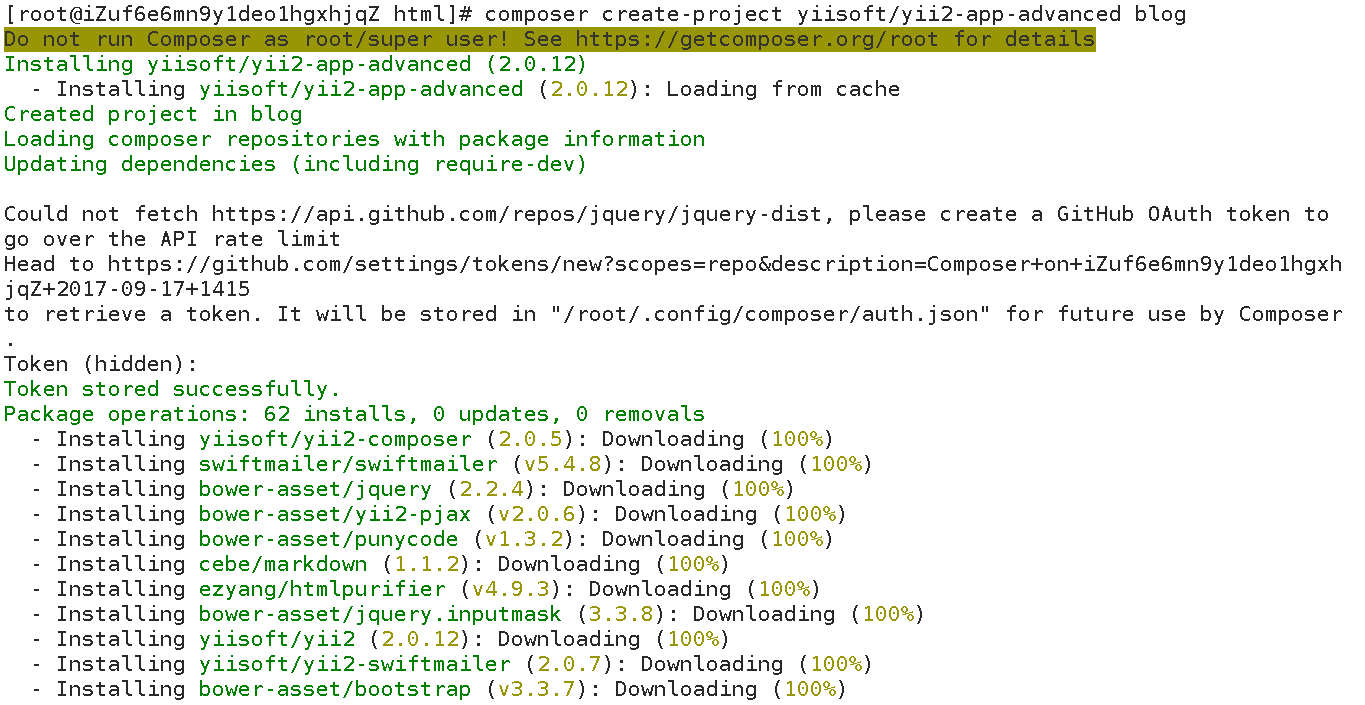 [root@iZuf6e6mn9y1deo1hgxhjqZ html]# composer create-project yiisoft/yii2-app-advanced blog
Do not run Composer as root/super user! See https://getcomposer.org/root for details
Installing yiisoft/yii2-app-advanced (2.0.12)
  - Installing yiisoft/yii2-app-advanced (2.0.12): Loading from cache
Created project in blog
Loading composer repositories with package information
Updating dependencies (including require-dev)

Could not fetch https://api.github.com/repos/jquery/jquery-dist, please create a GitHub OAuth token to
go over the API rate limit
Head to https://github.com/settings/tokens/new?scopes=repo&description=Composer+on+iZuf6e6mn9y1deo1hgxh
jqZ+2017-09-17+1415
to retrieve a token. It will be stored in "/root/.config/composer/auth.json" for future use by Composer
.
Token (hidden):
Token stored successfully.
Package operations: 62 installs, 0 updates, 0 removals
  - Installing yiisoft/yii2-composer (2.0.5): Downloading (100%)
  - Installing swiftmailer/swiftmailer (v5.4.8): Downloading (100%)
  - Installing bower-asset/jquery (2.2.4): Downloading (100%)
  - Installing bower-asset/yii2-pjax (v2.0.6): Downloading (100%)
  - Installing bower-asset/punycode (v1.3.2): Downloading (100%)
  - Installing cebe/markdown (1.1.2): Downloading (100%)
  - Installing ezyang/htmlpurifier (v4.9.3): Downloading (100%)
  - Installing bower-asset/jquery.inputmask (3.3.8): Downloading (100%)
  - Installing yiisoft/yii2 (2.0.12): Downloading (100%)
  - Installing yiisoft/yii2-swiftmailer (2.0.7): Downloading (100%)
  - Installing bower-asset/bootstrap (v3.3.7): Downloading (100%)